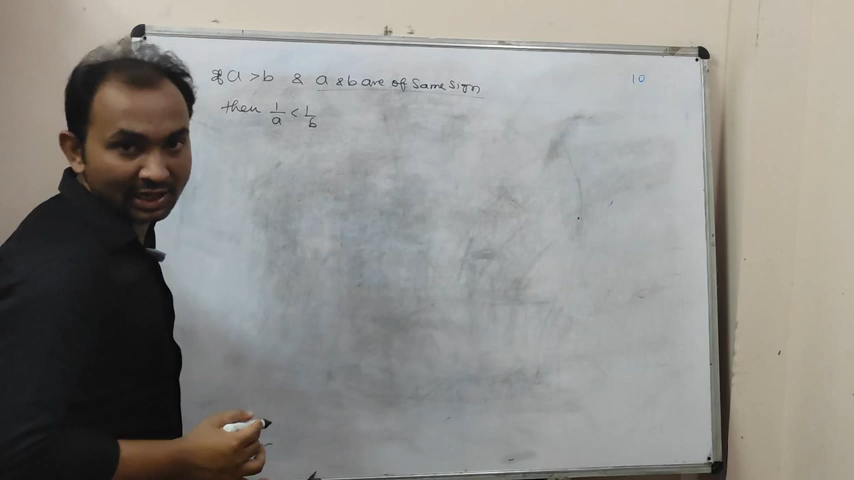 If a > b & a & b are of same sign
10
then 1/a < 1/b